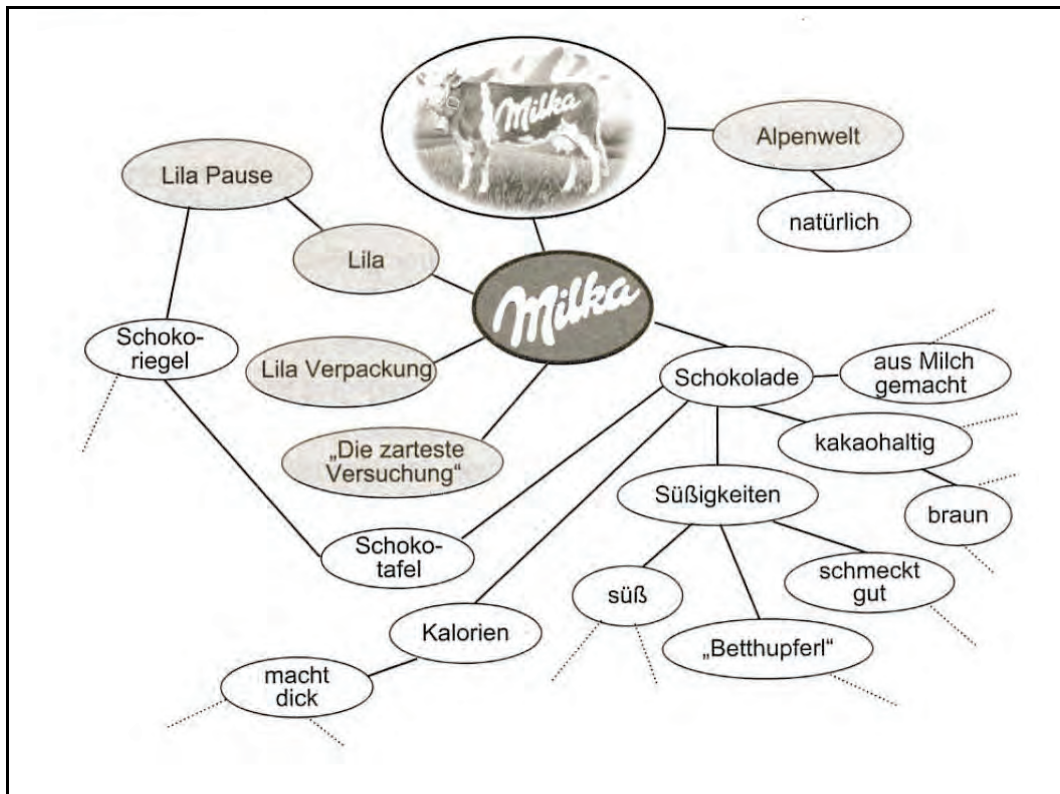 Milka
Alpenwelt
Lila Pause
natürlich
Lila
Milka
Schoko-
riegel
Lila Verpackung
Schokolade
aus Milch
gemacht
kakaohaltig
„Die zarteste
Versuchung“
Süßigkeiten
braun
Schoko-
tafel
schmeckt
gut
süß
Kalorien
„Betthupferl“
macht
dick